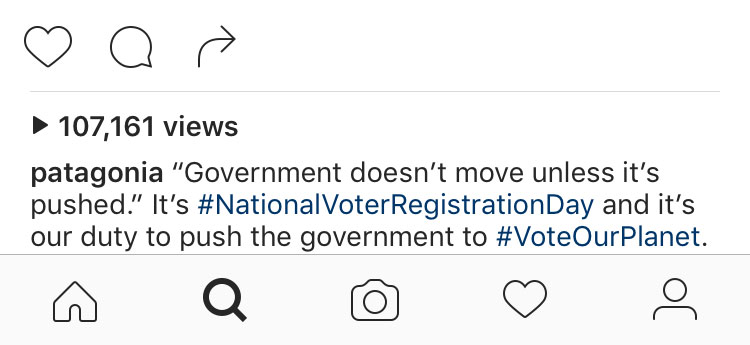 107,161 views
patagonia “Government doesn’t move unless it’s
pushed.” It’s #NationalVoterRegistrationDay and it’s
our duty to push the government to #VoteOurPlanet.